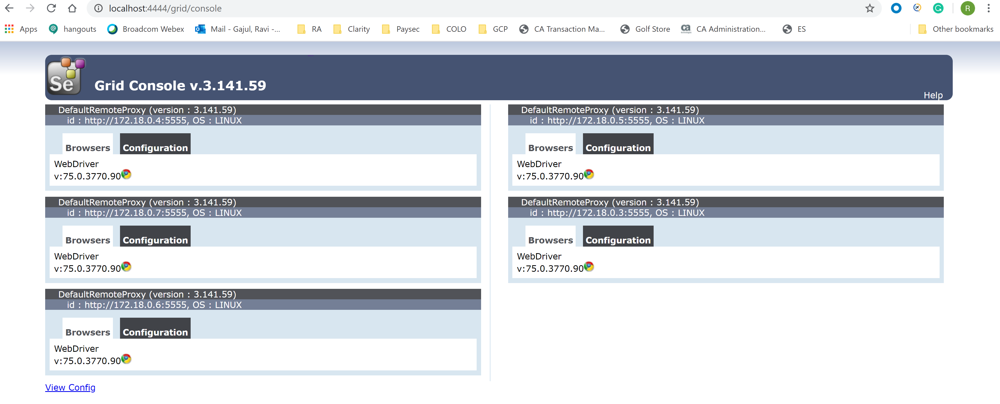 localhost:4444/grid/console
R
Apps hangouts Broadcom Webex Mail - Gajul, Ravi -... RA Clarity Paysec COLO GCP CA Transaction Ma... Golf Store ca CA Administration... ES Other bookmarks
Se
Grid Console v.3.141.59
Help
DefaultRemoteProxy (version : 3.141.59)
id : http://172.18.0.4:5555, OS : LINUX
Browsers Configuration
WebDriver
v:75.0.3770.90
DefaultRemoteProxy (version : 3.141.59)
id : http://172.18.0.5:5555, OS : LINUX
Browsers Configuration
WebDriver
v:75.0.3770.90
DefaultRemoteProxy (version : 3.141.59)
id : http://172.18.0.7:5555, OS : LINUX
Browsers Configuration
WebDriver
v:75.0.3770.90
DefaultRemoteProxy (version : 3.141.59)
id : http://172.18.0.3:5555, OS : LINUX
Browsers Configuration
WebDriver
v:75.0.3770.90
DefaultRemoteProxy (version : 3.141.59)
id : http://172.18.0.6:5555, OS : LINUX
Browsers Configuration
WebDriver
v:75.0.3770.90
View Config